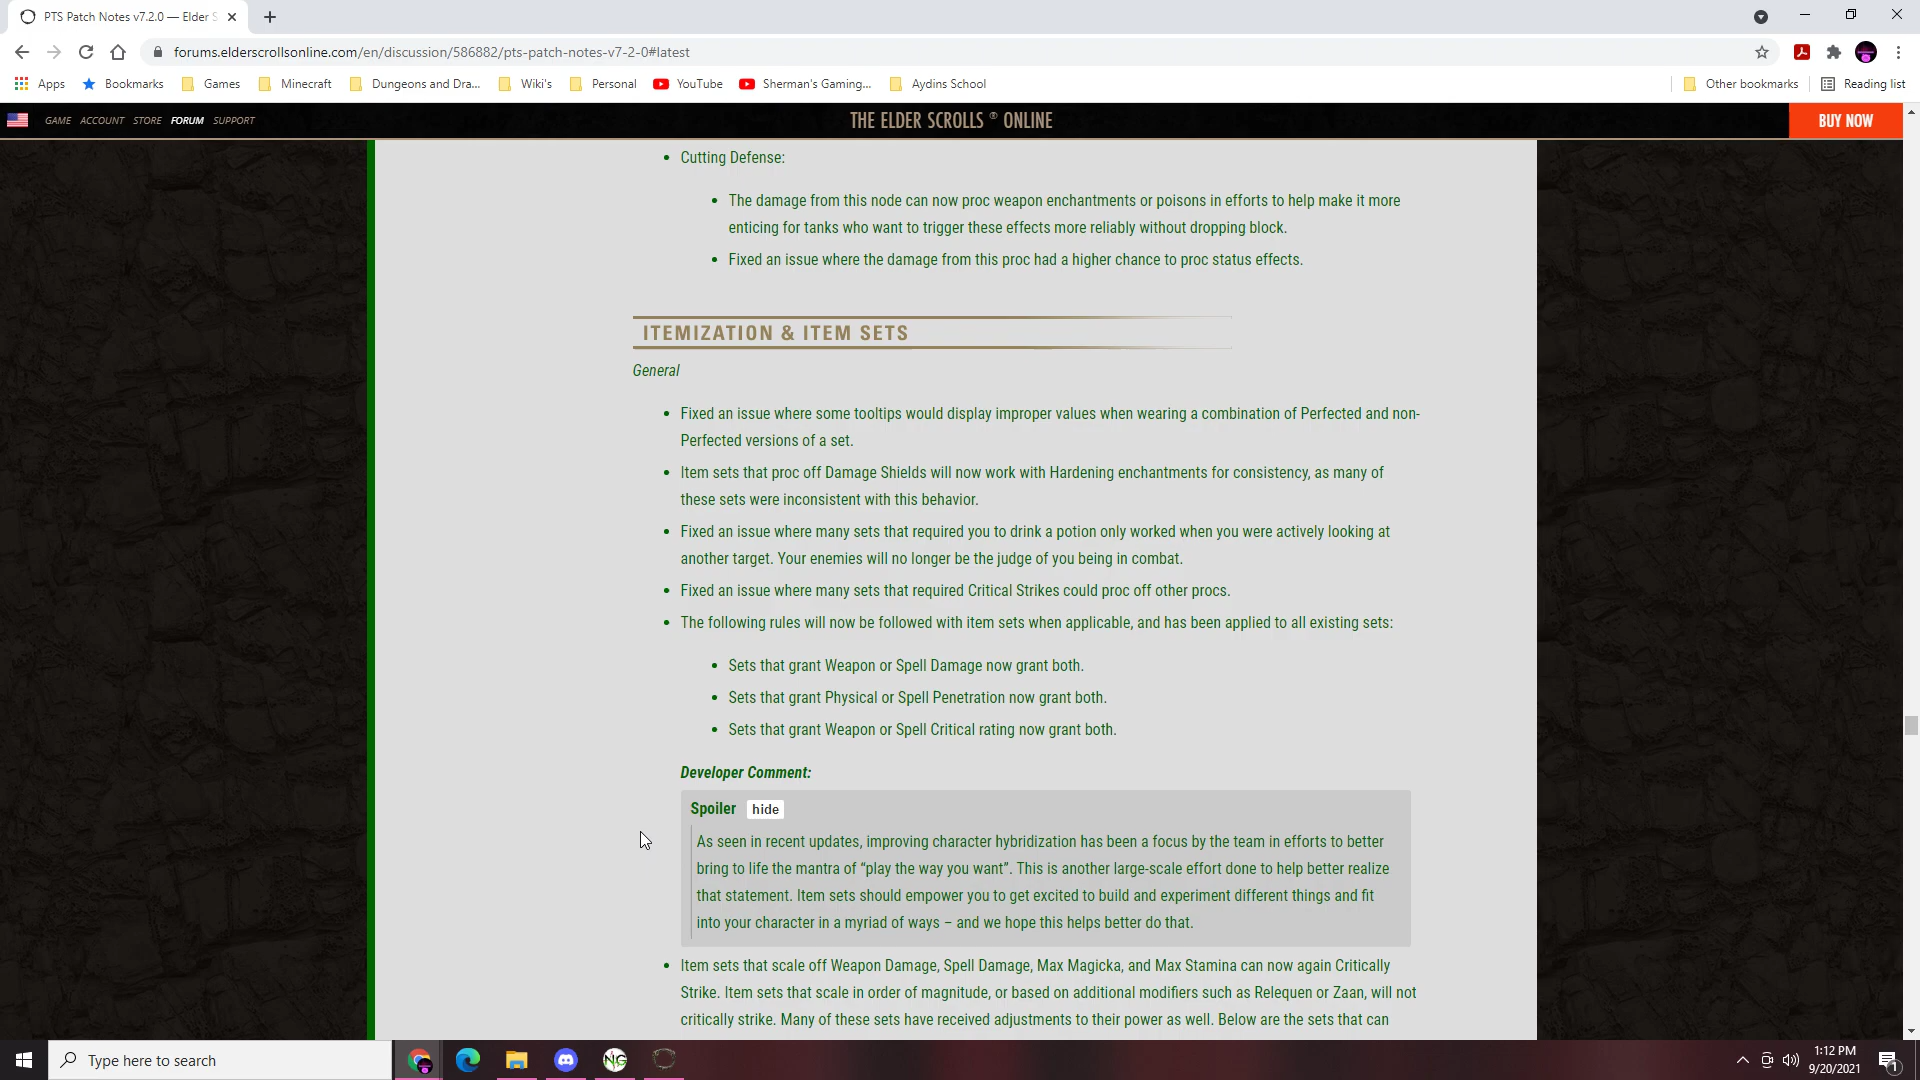 PTS Patch Notes v7.2.0 — Elder S
forums.elderscrollsonline.com/en/discussion/586882/pts-patch-notes-v7-2-0#latest
Apps Bookmarks Games Minecraft Dungeons and Dra... Wiki's Personal YouTube Sherman's Gaming... Aydins School Other bookmarks Reading list
GAME ACCOUNT STORE FORUM SUPPORT THE ELDER SCROLLS ® ONLINE BUY NOW
• Cutting Defense:
• The damage from this node can now proc weapon enchantments or poisons in efforts to help make it more
enticing for tanks who want to trigger these effects more reliably without dropping block.
• Fixed an issue where the damage from this proc had a higher chance to proc status effects.
ITEMIZATION & ITEM SETS
General
• Fixed an issue where some tooltips would display improper values when wearing a combination of Perfected and non-
Perfected versions of a set.
• Item sets that proc off Damage Shields will now work with Hardening enchantments for consistency, as many of
these sets were inconsistent with this behavior.
• Fixed an issue where many sets that required you to drink a potion only worked when you were actively looking at
another target. Your enemies will no longer be the judge of you being in combat.
• Fixed an issue where many sets that required Critical Strikes could proc off other procs.
• The following rules will now be followed with item sets when applicable, and has been applied to all existing sets:
• Sets that grant Weapon or Spell Damage now grant both.
• Sets that grant Physical or Spell Penetration now grant both.
• Sets that grant Weapon or Spell Critical rating now grant both.
Developer Comment:
Spoiler hide
As seen in recent updates, improving character hybridization has been a focus by the team in efforts to better
bring to life the mantra of “play the way you want”. This is another large-scale effort done to help better realize
that statement. Item sets should empower you to get excited to build and experiment different things and fit
into your character in a myriad of ways – and we hope this helps better do that.
• Item sets that scale off Weapon Damage, Spell Damage, Max Magicka, and Max Stamina can now again Critically
Strike. Item sets that scale in order of magnitude, or based on additional modifiers such as Relequen or Zaan, will not
critically strike. Many of these sets have received adjustments to their power as well. Below are the sets that can
Type here to search
NG
1:12 PM
9/20/2021
1